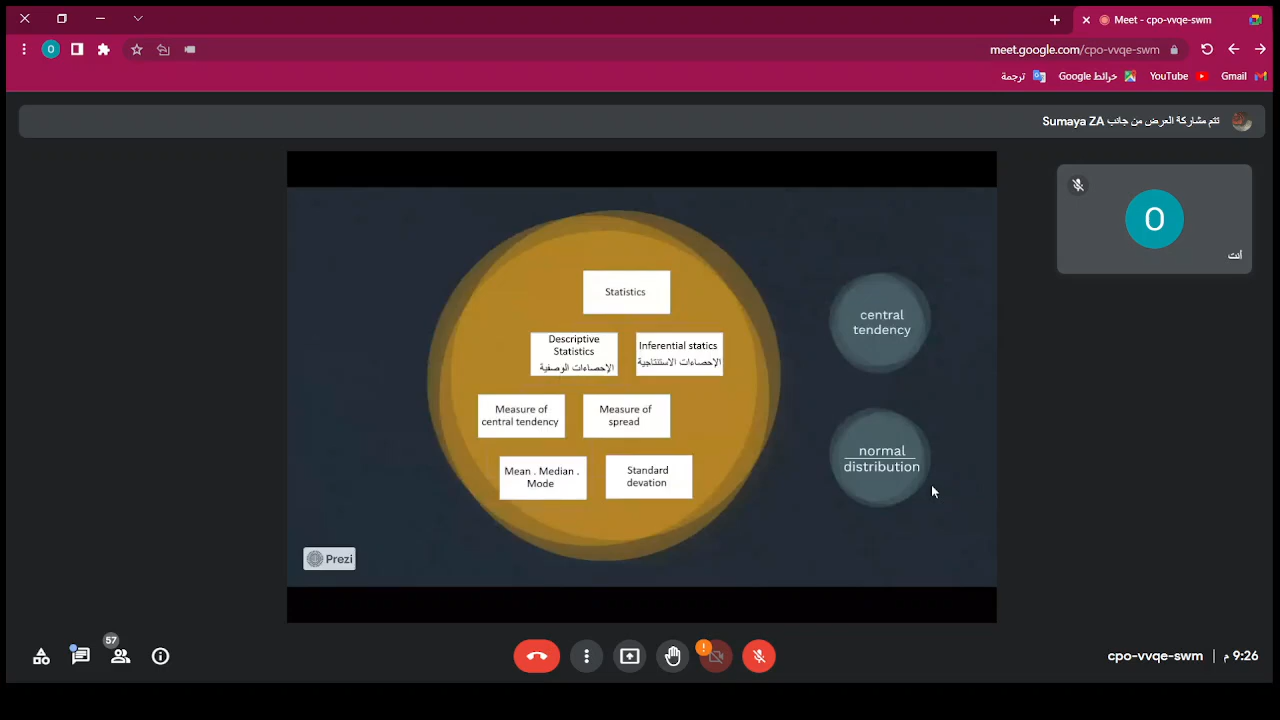 Meet - cpo-vvqe-swm
O
meet.google.com/cpo-vvqe-swm
Gmail
YouTube
خرائط Google
ترجمة
تتم مشاركة العرض من جانب Sumaya ZA
O
أنت
Statistics
Descriptive
Statistics
الإحصاءات الوصفية
Inferential statics
الإحصاءات الاستنتاجية
Measure of
central tendency
Measure of
spread
Mean . Median .
Mode
Standard
devation
central
tendency
normal
distribution
Prezi
57
!
cpo-vvqe-swm
9:26 م